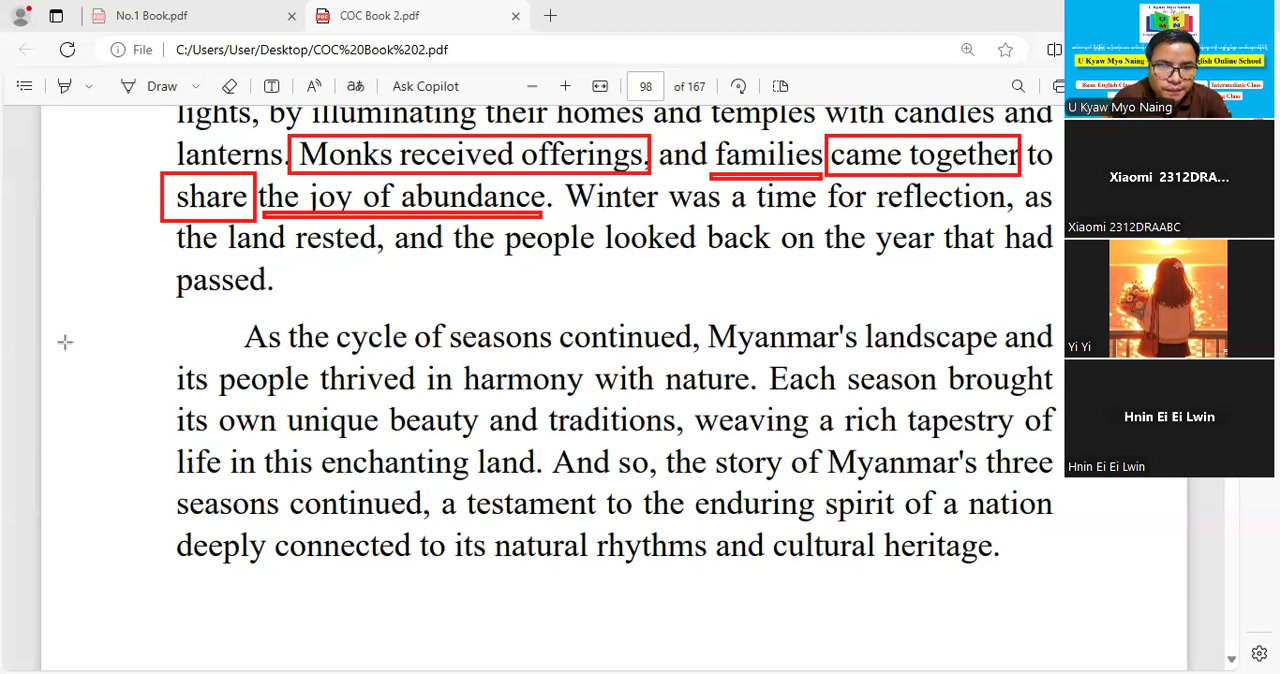 No.1 Book.pdf
COC Book 2.pdf
File
C:/Users/User/Desktop/COC%20Book%202.pdf
Draw
Ask Copilot
98 of 167
lights, by illuminating their homes and temples with candles and
lanterns. Monks received offerings, and families came together to
share the joy of abundance. Winter was a time for reflection, as
the land rested, and the people looked back on the year that had
passed.
As the cycle of seasons continued, Myanmar's landscape and
its people thrived in harmony with nature. Each season brought
its own unique beauty and traditions, weaving a rich tapestry of
life in this enchanting land. And so, the story of Myanmar's three
seasons continued, a testament to the enduring spirit of a nation
deeply connected to its natural rhythms and cultural heritage.
U Kyaw Myo Naing
English Online School
Basic English
Intermediate Class
U Kyaw Myo Naing
Xiaomi 2312DRA...
Xiaomi 2312DRAABC
Yi Yi
Hnin Ei Ei Lwin
Hnin Ei Ei Lwin